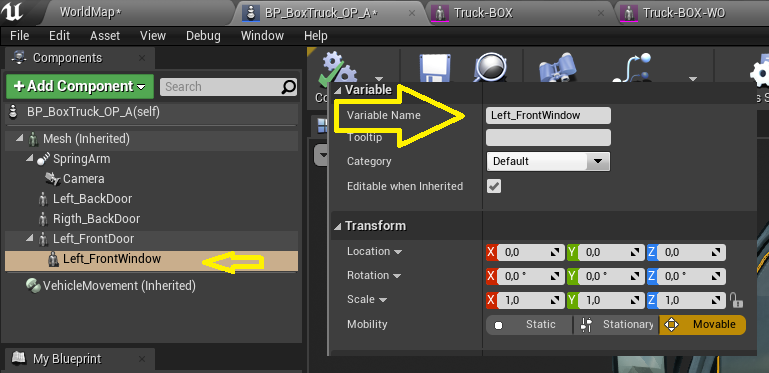 WorldMap*
BP_BoxTruck_OP_A*
Truck-BOX
Truck-BOX-WO
File Edit Asset View Debug Window Help
Components
+ Add Component
Search
BP_BoxTruck_OP_A(self)
Mesh (Inherited)
SpringArm
Camera
Left_BackDoor
Rigth_BackDoor
Left_FrontDoor
Left_FrontWindow
VehicleMovement (Inherited)
My Blueprint
Variable
Variable Name Left_FrontWindow
Tooltip
Category Default
Editable when Inherited
Transform
Location X 0,0 Y 0,0 Z 0,0
Rotation X 0,0 ° Y 0,0 ° Z 0,0 °
Scale X 1,0 Y 1,0 Z 1,0
Mobility Static Stationary Movable